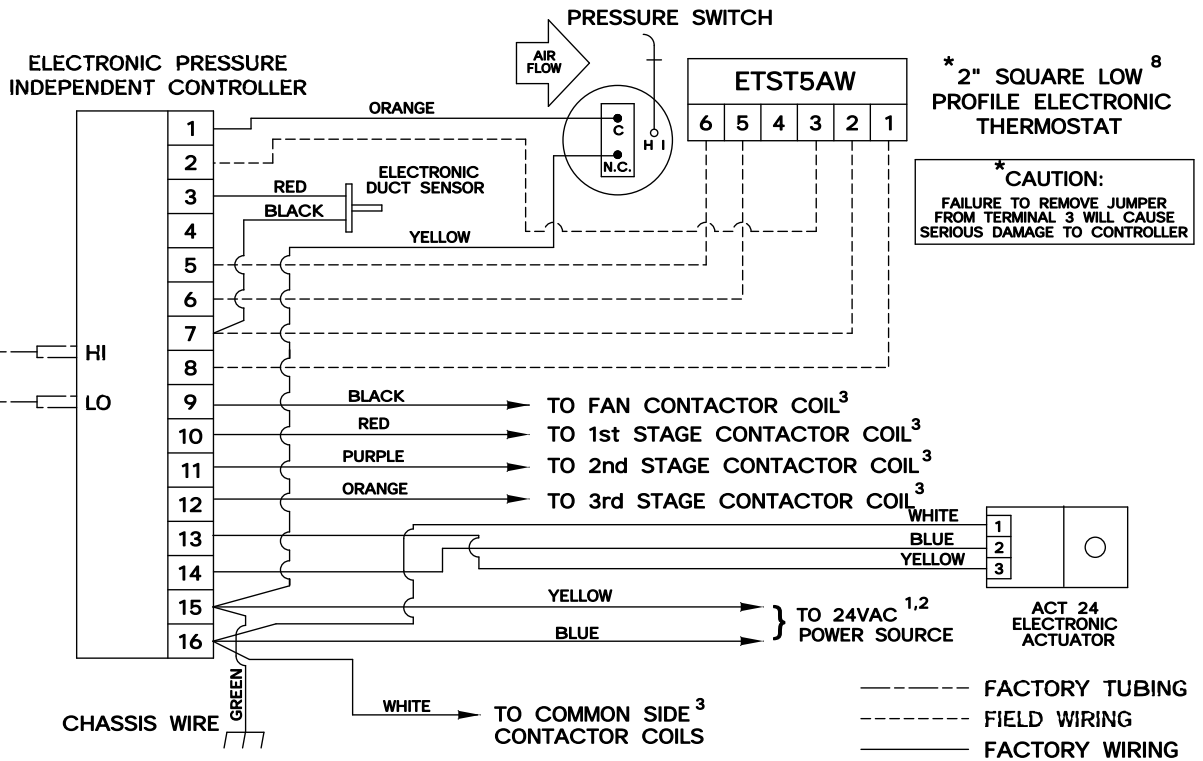 PRESSURE SWITCH
ELECTRONIC PRESSURE
INDEPENDENT CONTROLLER
AIR
FLOW
ORANGE
C
N.C.
H I
ETST5AW
6 5 4 3 2 1
*2" SQUARE LOW 8
PROFILE ELECTRONIC
THERMOSTAT
*CAUTION:
FAILURE TO REMOVE JUMPER
FROM TERMINAL 3 WILL CAUSE
SERIOUS DAMAGE TO CONTROLLER
1
2
3
4
5
6
7
8
9
10
11
12
13
14
15
16
HI
LO
RED
BLACK
ELECTRONIC
DUCT SENSOR
YELLOW
BLACK
TO FAN CONTACTOR COIL3
RED
TO 1st STAGE CONTACTOR COIL3
PURPLE
TO 2nd STAGE CONTACTOR COIL3
ORANGE
TO 3rd STAGE CONTACTOR COIL3
WHITE
BLUE
YELLOW
1
2
3
ACT 24
ELECTRONIC
ACTUATOR
YELLOW
BLUE
TO 24VAC 1,2
POWER SOURCE
GREEN
CHASSIS WIRE
WHITE
TO COMMON SIDE 3
CONTACTOR COILS
FACTORY TUBING
FIELD WIRING
FACTORY WIRING